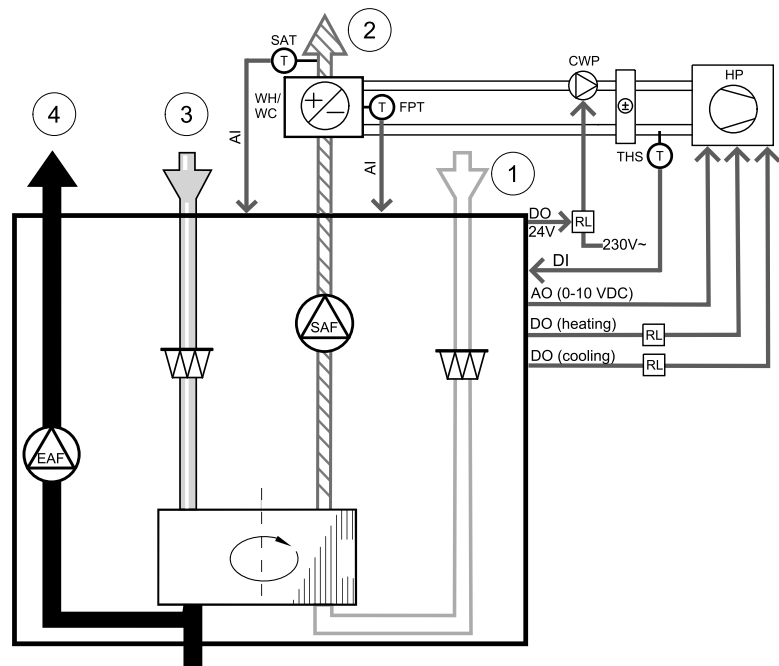 2
SAT
T
CWP
HP
WH/
WC
+
−
T
FPT
±
4
3
AI
AI
THS
T
1
DO
24V
RL
230V~
DI
AO (0-10 VDC)
SAF
DO (heating)
RL
DO (cooling)
RL
EAF